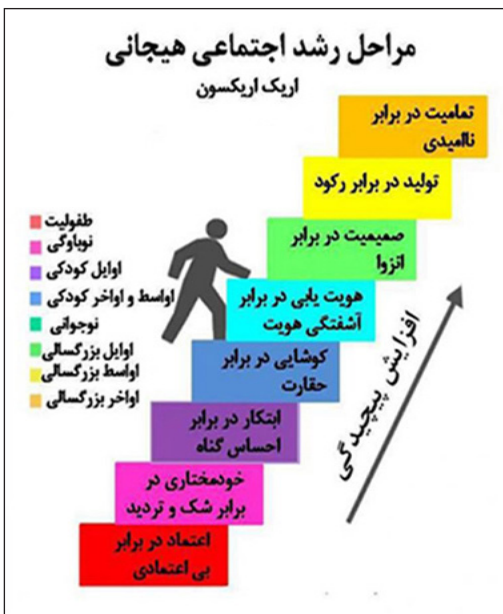 مراحل رشد اجتماعی هیجانی
اریک اریکسون
تمامیت در برابر
ناامیدی
تولید در برابر رکود
صمیمیت در برابر
انزوا
هویت یابی در برابر
آشفتگی هویت
کوشایی در برابر
حقارت
ابتکار در برابر
احساس گناه
خودمختاری در
برابر شک و تردید
اعتماد در برابر
بی اعتمادی
طفولیت
نوباوگی
اوایل کودکی
اواسط و اواخر کودکی
نوجوانی
اوایل بزرگسالی
اواسط بزرگسالی
اواخر بزرگسالی
افزایش پیچیدگی